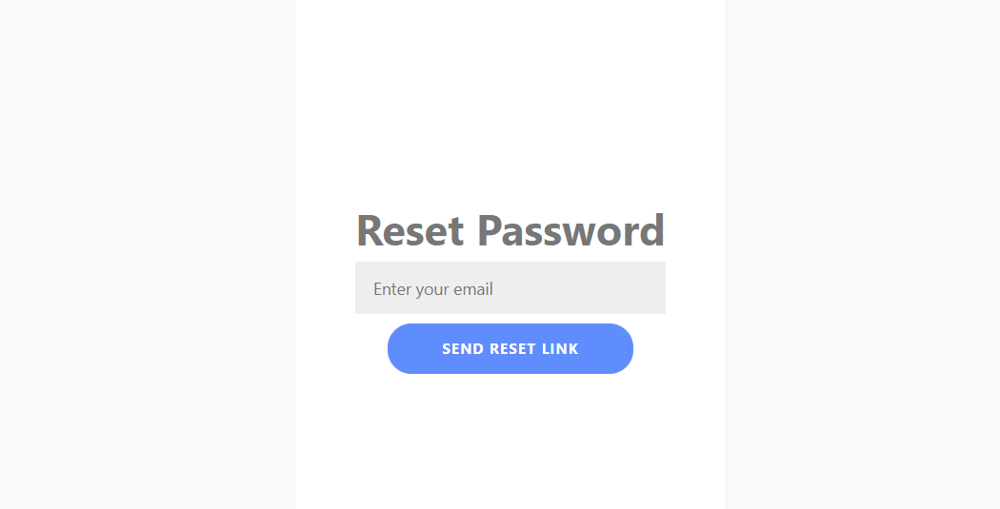 Reset Password
Enter your email
SEND RESET LINK